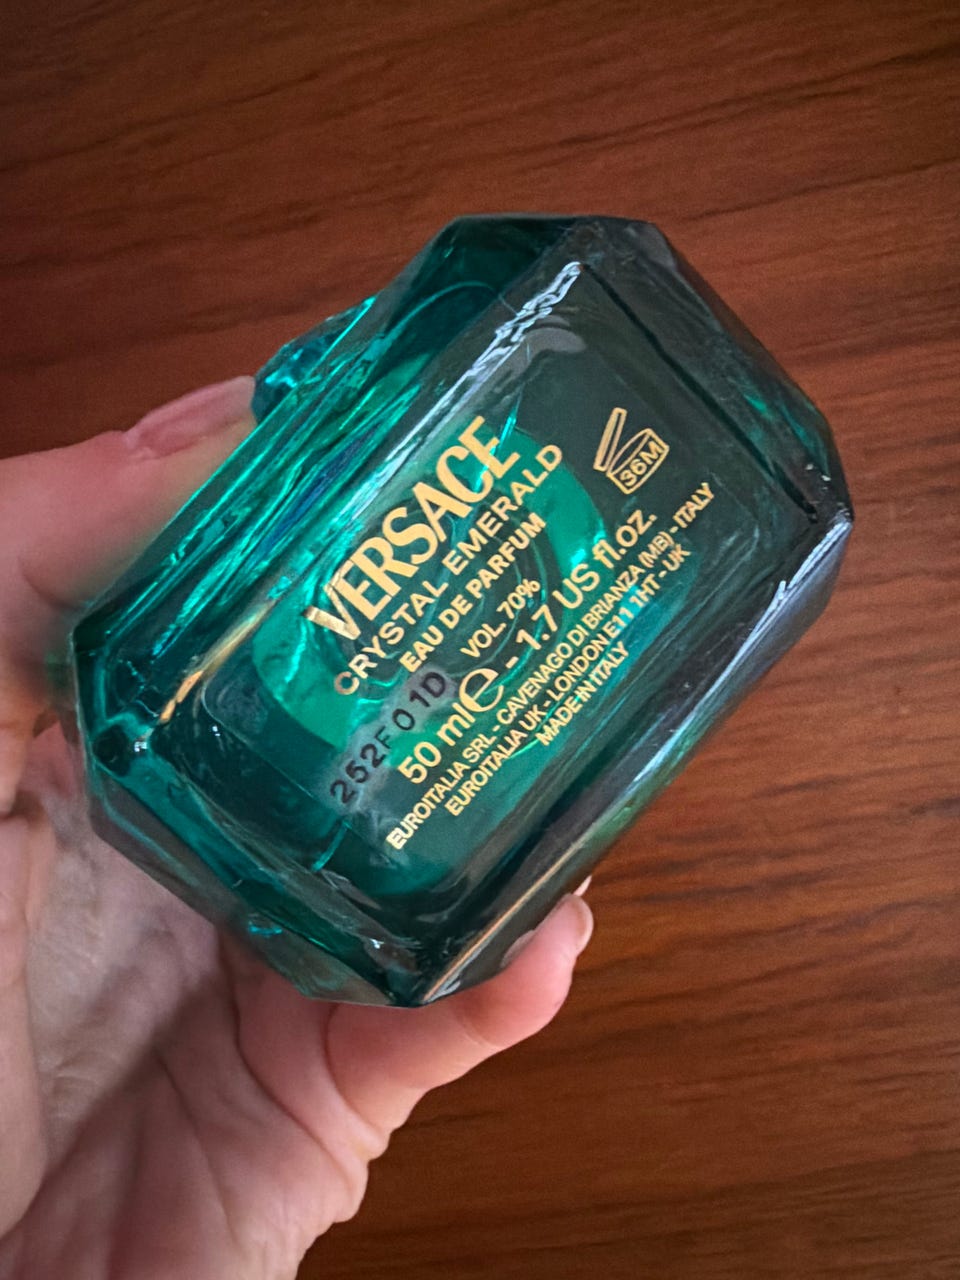 VERSACE
CRYSTAL EMERALD
EAU DE PARFUM
VOL. 70%
252F01D
50 ml e - 1.7 US fl.oz.
EUROITALIA SRL - CAVENAGO DI BRIANZA (MB) - ITALY
EUROITALIA UK - LONDON E11 1HT - UK
MADE IN ITALY
36M